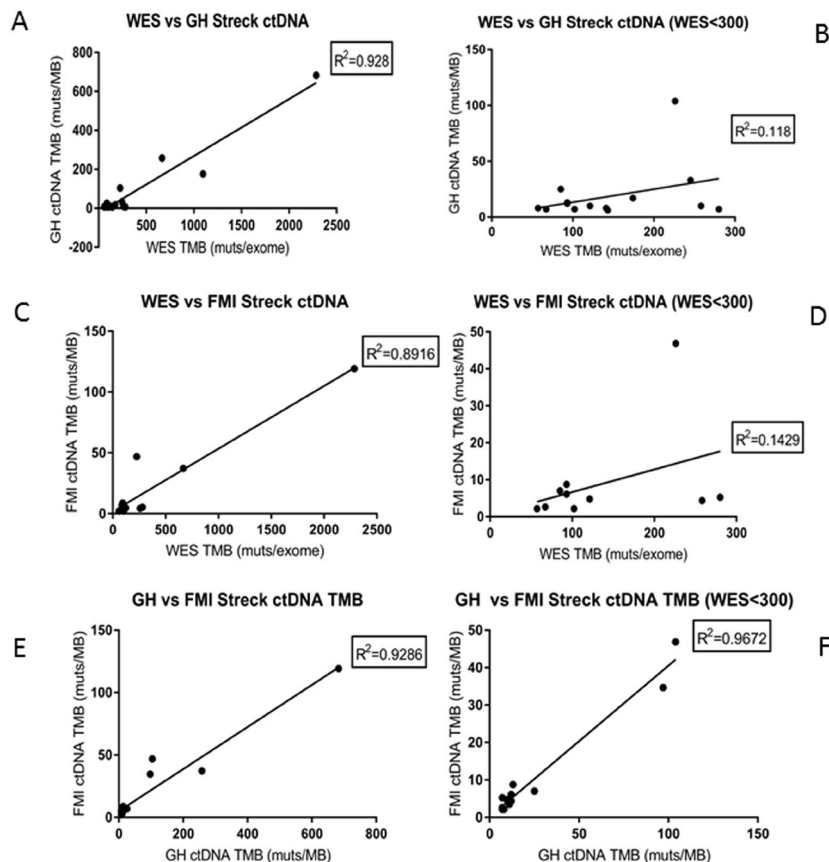 A
WES vs GH Streck ctDNA
GH ctDNA TMB (muts/MB)
800
600
400
200
0
-200
R²=0.928
500
1000
1500
2000
2500
WES TMB (muts/exome)
B
WES vs GH Streck ctDNA (WES<300)
GH ctDNA TMB (muts/MB)
150
100
50
0
R²=0.118
0
100
200
300
WES TMB (muts/exome)
C
WES vs FMI Streck ctDNA
FMI ctDNA TMB (muts/MB)
150
100
50
0
R²=0.8916
0
500
1000
1500
2000
2500
WES TMB (muts/exome)
D
WES vs FMI Streck ctDNA (WES<300)
FMI ctDNA TMB (muts/MB)
50
40
30
20
10
0
R²=0.1429
0
100
200
300
WES TMB (muts/exome)
E
GH vs FMI Streck ctDNA TMB
FMI ctDNA TMB (muts/MB)
150
100
50
0
R²=0.9286
0
200
400
600
800
GH ctDNA TMB (muts/MB)
F
GH vs FMI Streck ctDNA TMB (WES<300)
FMI ctDNA TMB (muts/MB)
50
40
30
20
10
0
R²=0.9672
0
50
100
150
GH ctDNA TMB (muts/MB)